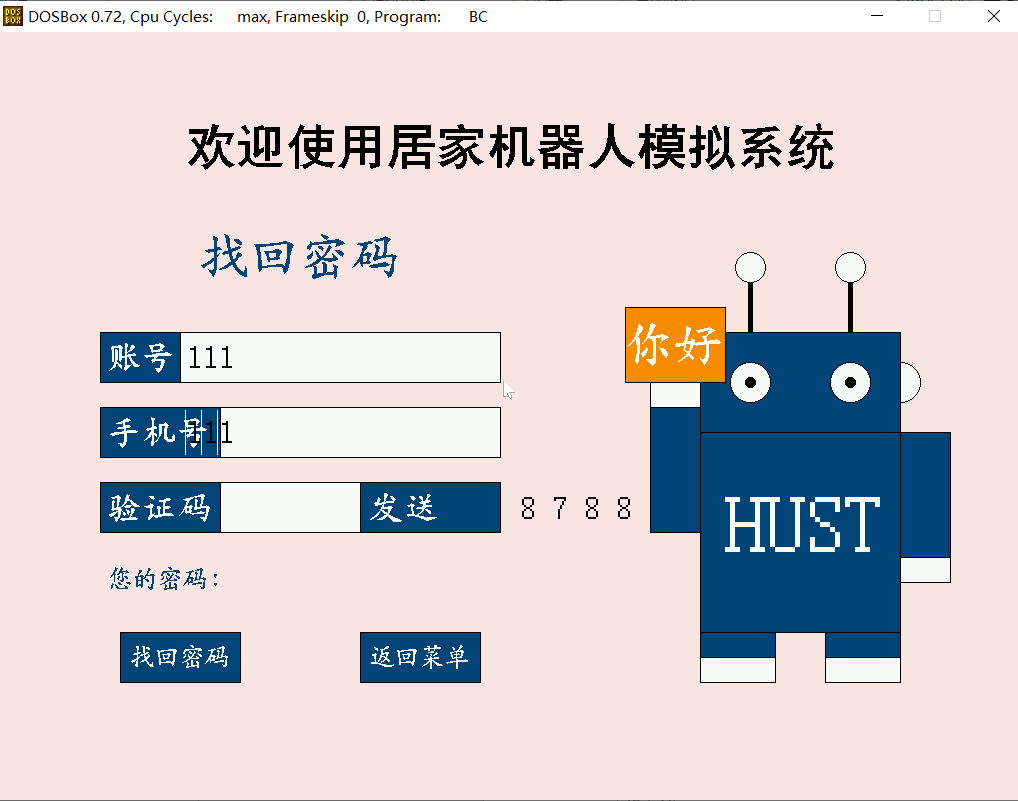 DOSBox 0.72, Cpu Cycles: max, Frameskip 0, Program: BC
欢迎使用居家机器人模拟系统
找回密码
你好
账号 111
手机号 111
验证码 发送 8 7 8 8
HUST
您的密码:
找回密码 返回菜单